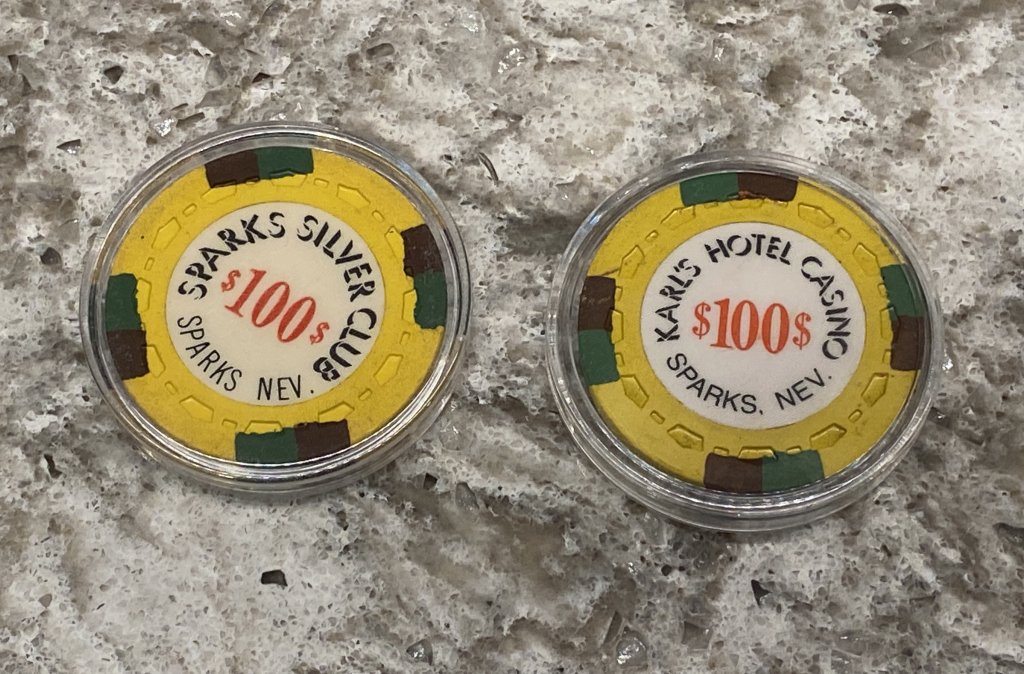 SPARKS SILVER CLUB
$100$
SPARKS NEV.
KARL'S HOTEL CASINO
$100$
SPARKS. NEV.